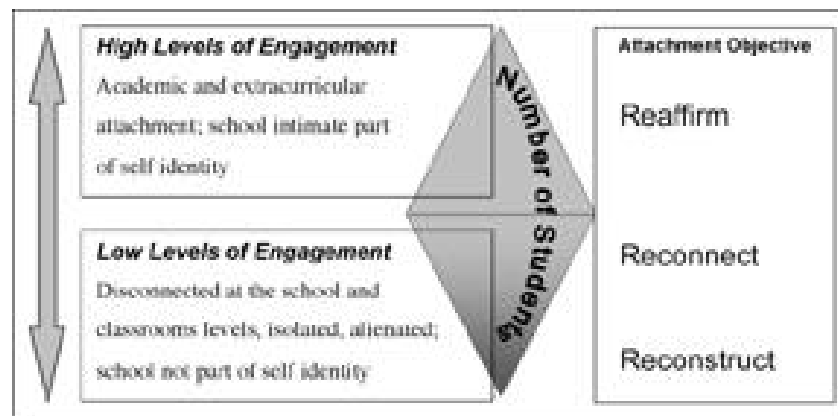 High Levels of Engagement
Academic and extracurricular
attachment; school intimate part
of self identity
Low Levels of Engagement
Disconnected at the school and
classrooms levels, isolated, alienated;
school not part of self identity
Number of Students
Attachment Objective
Reaffirm
Reconnect
Reconstruct